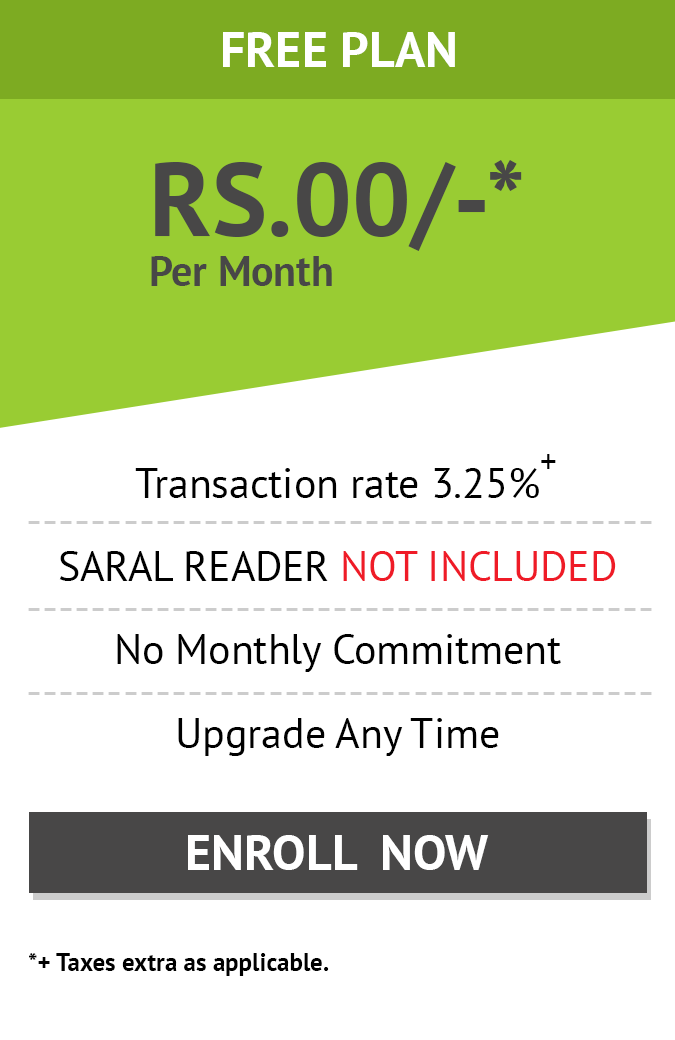 FREE PLAN
RS.00/-*
Per Month
Transaction rate 3.25%+
SARAL READER NOT INCLUDED
No Monthly Commitment
Upgrade Any Time
ENROLL NOW
*+ Taxes extra as applicable.